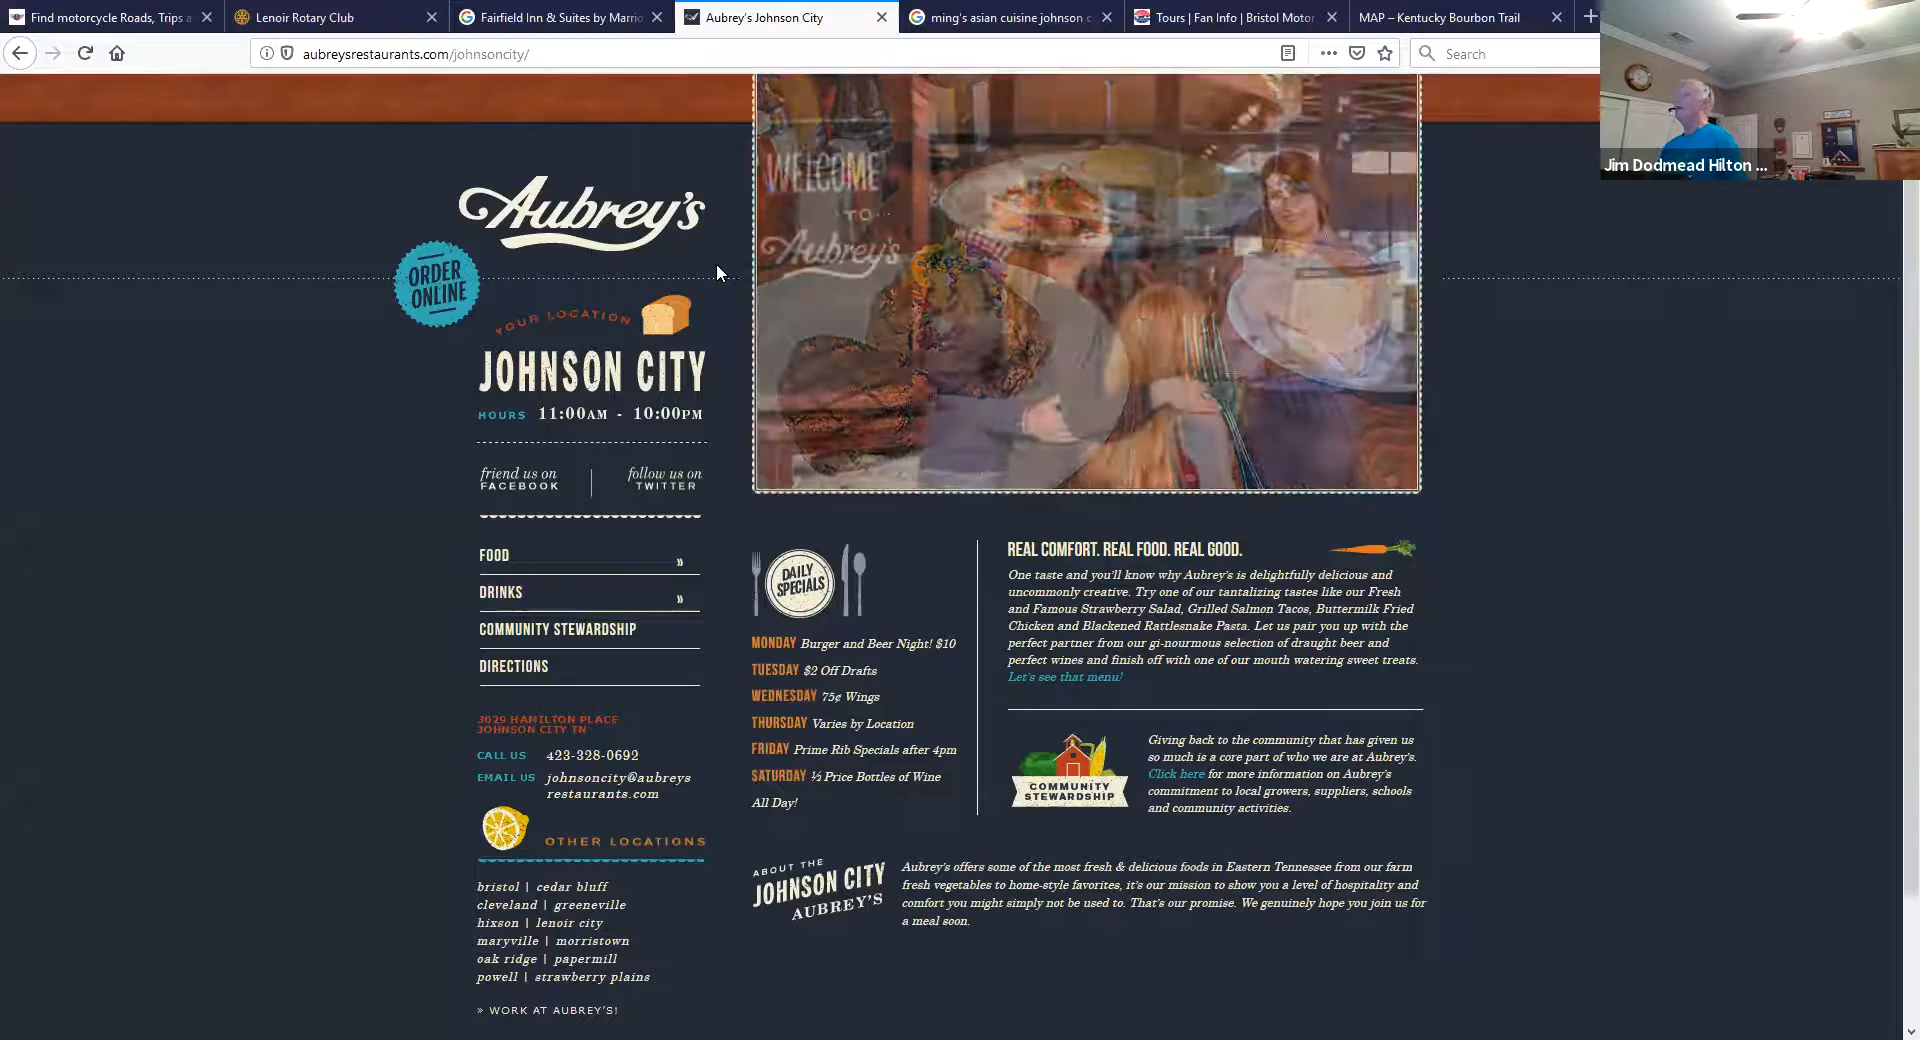 Find motorcycle Roads, Trips a
Lenoir Rotary Club
Fairfield Inn & Suites by Marrio
Aubrey's Johnson City
ming's asian cuisine johnson c
Tours | Fan Info | Bristol Motor
MAP – Kentucky Bourbon Trail
aubreysrestaurants.com/johnsoncity/
Search
Jim Dodmead Hilton ...
WELCOME
TO
Aubrey's
Aubrey's
ORDER
ONLINE
YOUR LOCATION
JOHNSON CITY
HOURS 11:00AM - 10:00PM
friend us on
FACEBOOK
follow us on
TWITTER
FOOD »
DRINKS »
COMMUNITY STEWARDSHIP
DIRECTIONS
3029 HAMILTON PLACE
JOHNSON CITY TN
CALL US 423-328-0692
EMAIL US johnsoncity@aubreys
restaurants.com
OTHER LOCATIONS
bristol | cedar bluff
cleveland | greeneville
hixson | lenoir city
maryville | morristown
oak ridge | papermill
powell | strawberry plains
» WORK AT AUBREY'S!
DAILY
SPECIALS
MONDAY Burger and Beer Night! $10
TUESDAY $2 Off Drafts
WEDNESDAY 75¢ Wings
THURSDAY Varies by Location
FRIDAY Prime Rib Specials after 4pm
SATURDAY ½ Price Bottles of Wine
All Day!
REAL COMFORT. REAL FOOD. REAL GOOD.
One taste and you'll know why Aubrey's is delightfully delicious and
uncommonly creative. Try one of our tantalizing tastes like our Fresh
and Famous Strawberry Salad, Grilled Salmon Tacos, Buttermilk Fried
Chicken and Blackened Rattlesnake Pasta. Let us pair you up with the
perfect partner from our gi-nourmous selection of draught beer and
perfect wines and finish off with one of our mouth watering sweet treats.
Let's see that menu!
COMMUNITY
STEWARDSHIP
Giving back to the community that has given us
so much is a core part of who we are at Aubrey's.
Click here for more information on Aubrey's
commitment to local growers, suppliers, schools
and community activities.
ABOUT THE
JOHNSON CITY
AUBREY'S
Aubrey's offers some of the most fresh & delicious foods in Eastern Tennessee from our farm
fresh vegetables to home-style favorites, it's our mission to show you a level of hospitality and
comfort you might simply not be used to. That's our promise. We genuinely hope you join us for
a meal soon.